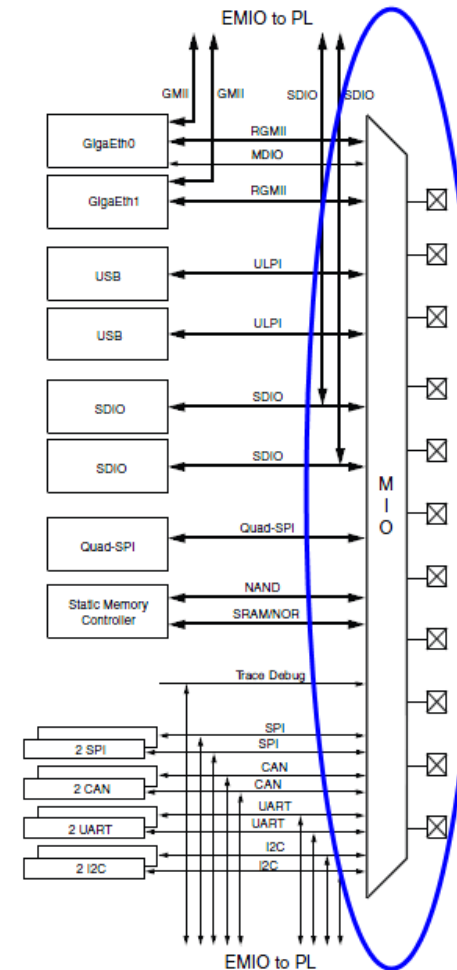 EMIO to PL
GMII
GMII
SDIO
SDIO
GigaEth0
RGMII
MDIO
GigaEth1
RGMII
USB
ULPI
USB
ULPI
SDIO
SDIO
SDIO
SDIO
MIO
Quad-SPI
Quad-SPI
Static Memory
Controller
NAND
SRAM/NOR
Trace Debug
2 SPI
SPI
SPI
2 CAN
CAN
CAN
2 UART
UART
UART
2 I2C
I2C
I2C
EMIO to PL